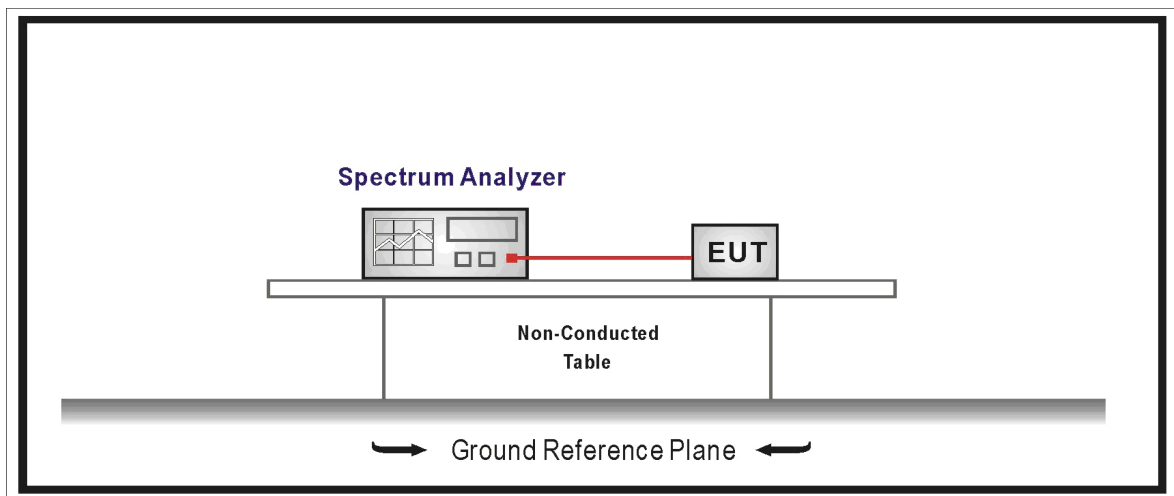 Spectrum Analyzer
EUT
Non-Conducted
Table
Ground Reference Plane